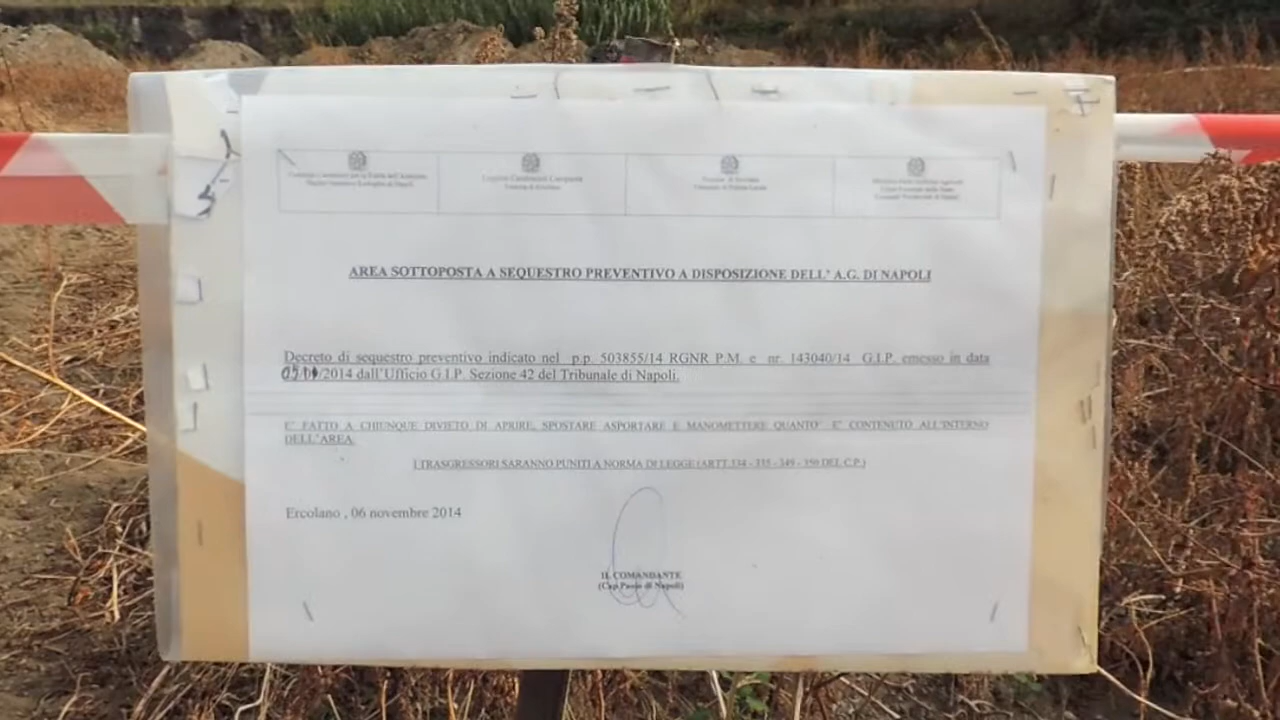 AREA SOTTOPOSTA A SEQUESTRO PREVENTIVO A DISPOSIZIONE DELL' A.G. DI NAPOLI
Decreto di sequestro preventivo indicato nel p.p. 503855/14 RGNR P.M. e nr. 143040/14 G.I.P. emesso in data
/2014 dall'Ufficio G.I.P. Sezione 42 del Tribunale di Napoli.
E' FATTO A CHIUNQUE DIVIETO DI APRIRE, SPOSTARE ASPORTARE E MANOMETTERE QUANTO' E' CONTENUTO ALL'INTERNO
DELL'AREA.
I TRASGRESSORI SARANNO PUNITI A NORMA DI LEGGE (ARTT.334 - 335 - 349 - 350 DEL C.P.)
Ercolano , 06 novembre 2014
IL COMANDANTE
(Cap. di Napoli)